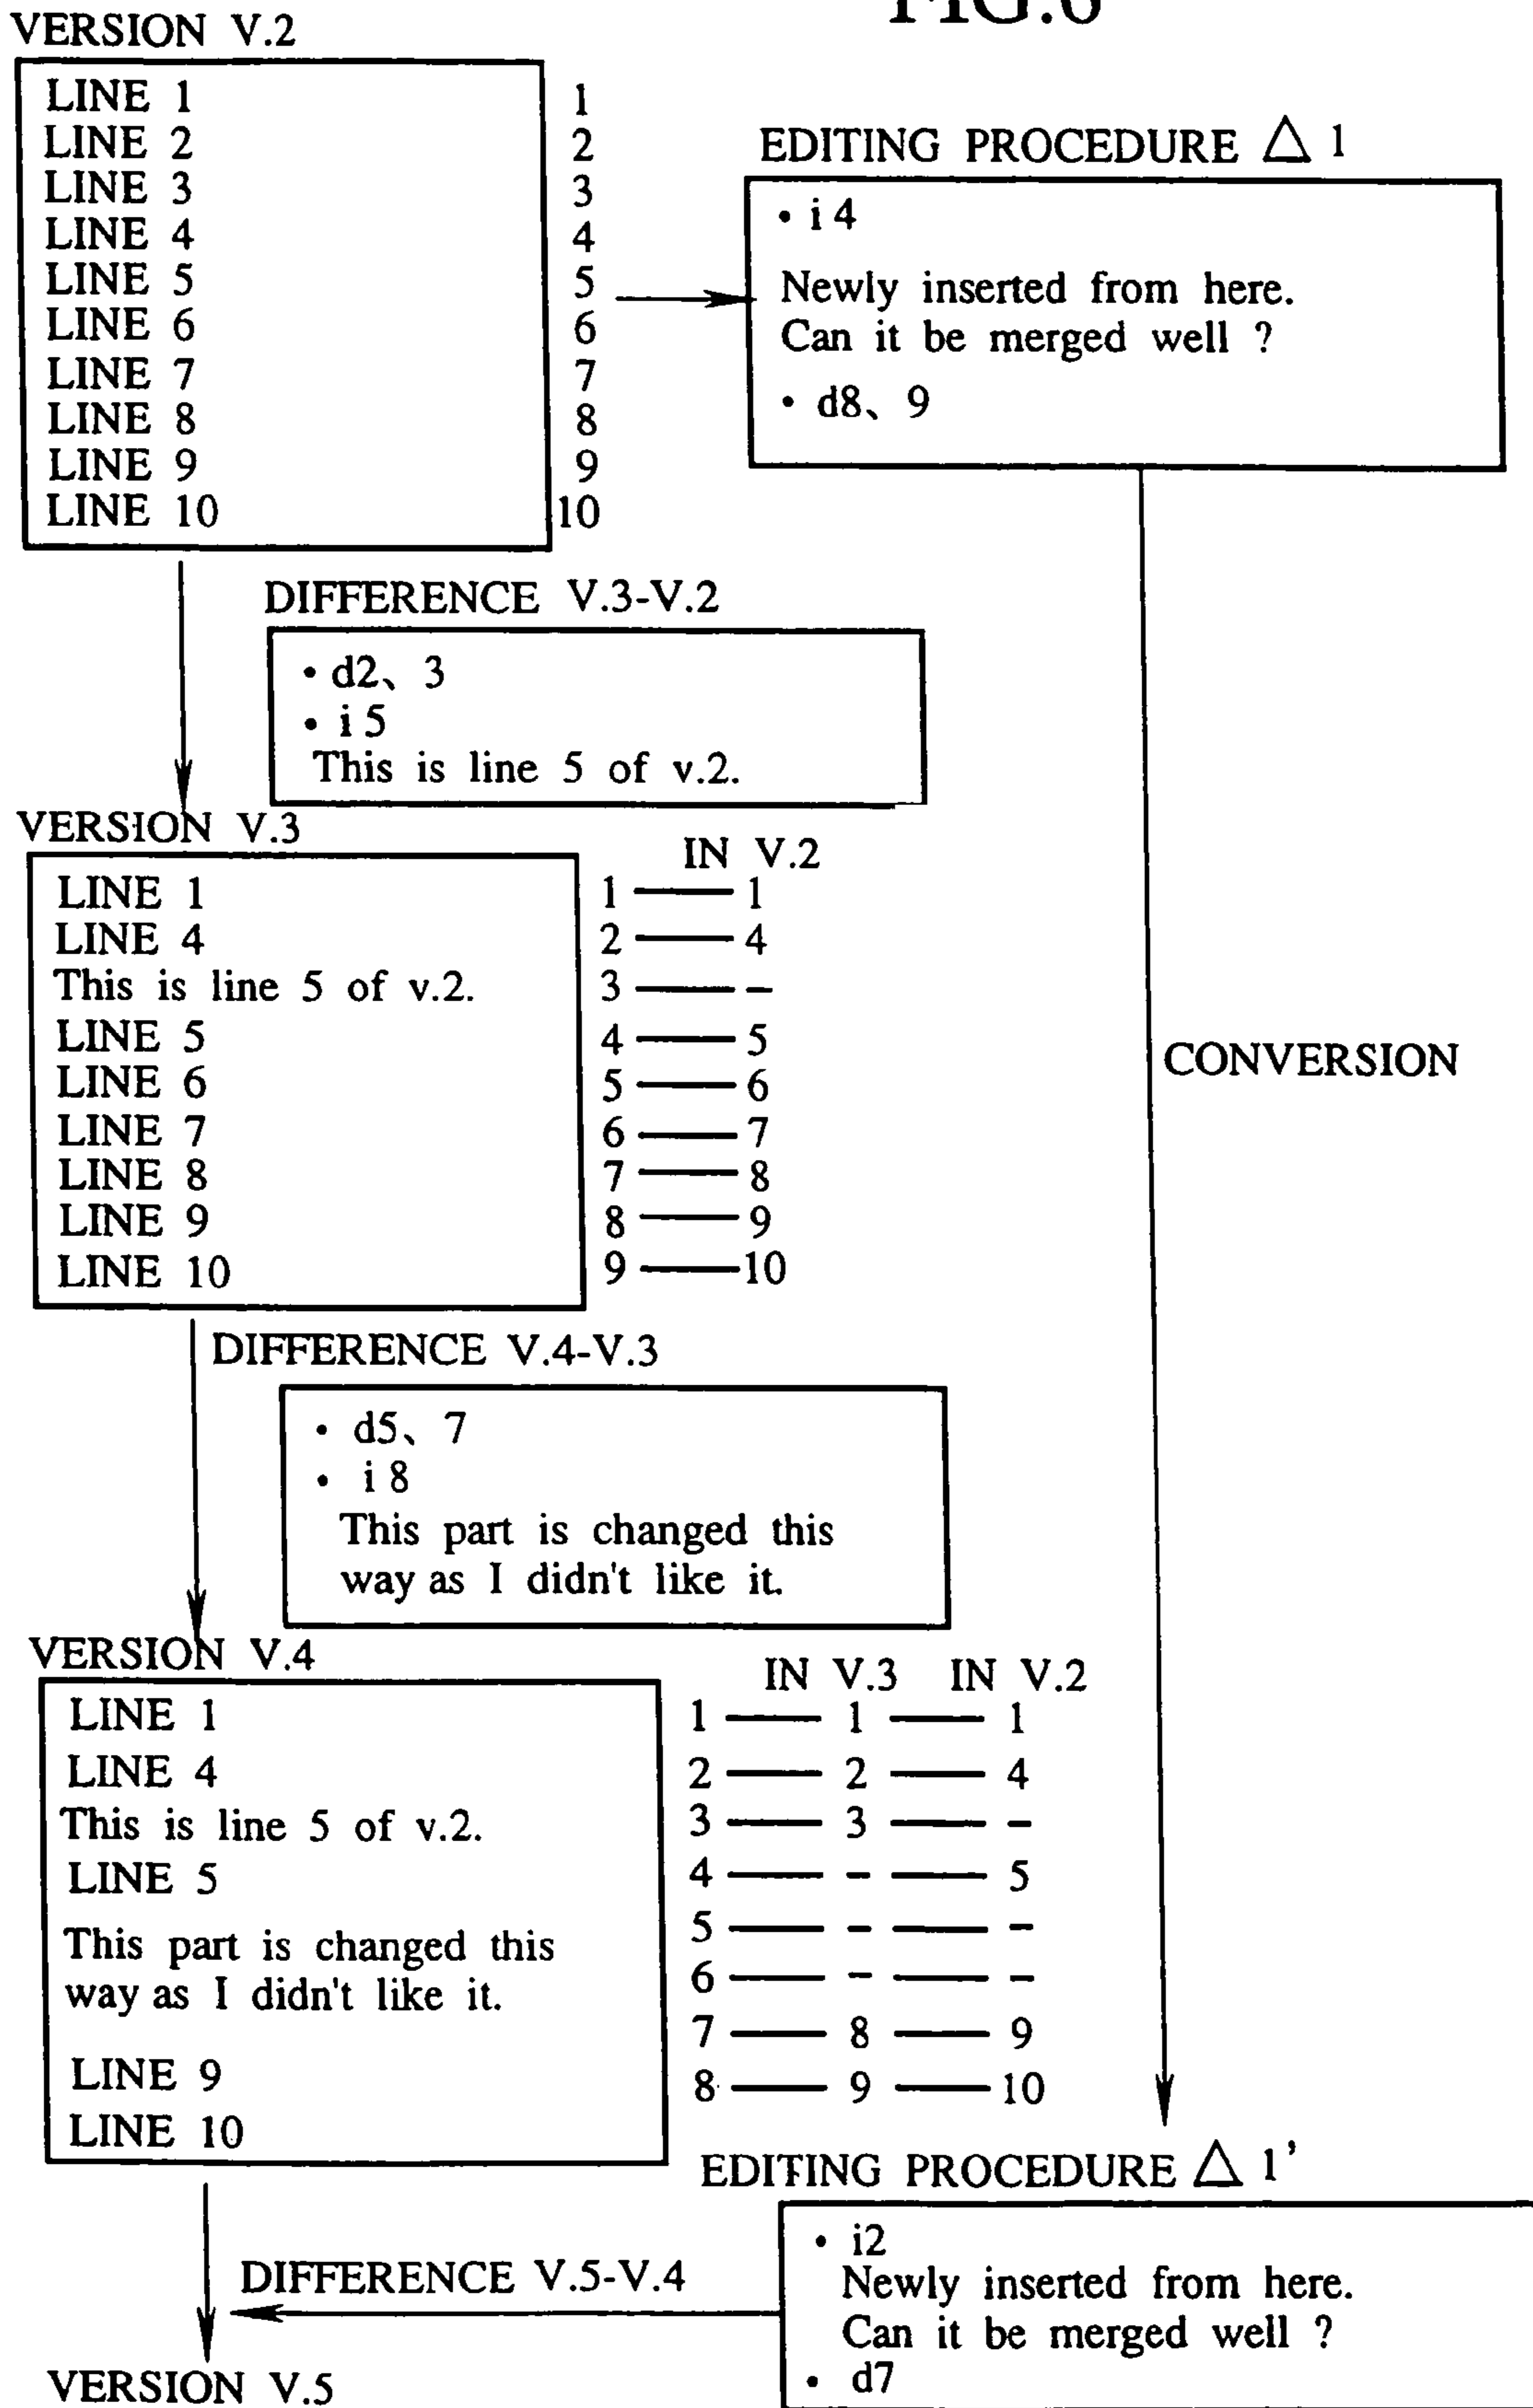 FIG.6
VERSION V.2
LINE 1 1
LINE 2 2
LINE 3 3
LINE 4 4
LINE 5 5
LINE 6 6
LINE 7 7
LINE 8 8
LINE 9 9
LINE 10 10
EDITING PROCEDURE △ 1
• i 4
Newly inserted from here.
Can it be merged well ?
• d8、 9
DIFFERENCE V.3-V.2
• d2、 3
• i 5
This is line 5 of v.2.
VERSION V.3
IN V.2
LINE 1 1 — 1
LINE 4 2 — 4
This is line 5 of v.2. 3 — -
LINE 5 4 — 5
LINE 6 5 — 6
LINE 7 6 — 7
LINE 8 7 — 8
LINE 9 8 — 9
LINE 10 9 — 10
CONVERSION
DIFFERENCE V.4-V.3
• d5、 7
• i 8
This part is changed this
way as I didn't like it.
VERSION V.4
IN V.3 IN V.2
LINE 1 1 — 1 — 1
LINE 4 2 — 2 — 4
This is line 5 of v.2. 3 — 3 — -
LINE 5 4 — - — 5
This part is changed this 5 — - — -
way as I didn't like it. 6 — - — -
LINE 9 7 — 8 — 9
LINE 10 8 — 9 — 10
EDITING PROCEDURE △ 1’
• i2
Newly inserted from here.
Can it be merged well ?
• d7
DIFFERENCE V.5-V.4
VERSION V.5